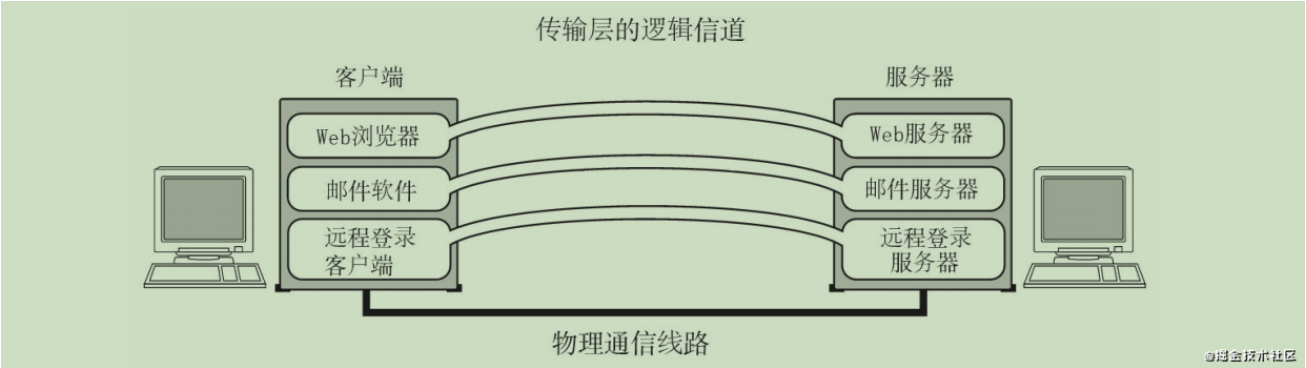 传输层的逻辑信道
客户端
服务器
Web浏览器
Web服务器
邮件软件
邮件服务器
远程登录
客户端
远程登录
服务器
物理通信线路
@掘金技术社区